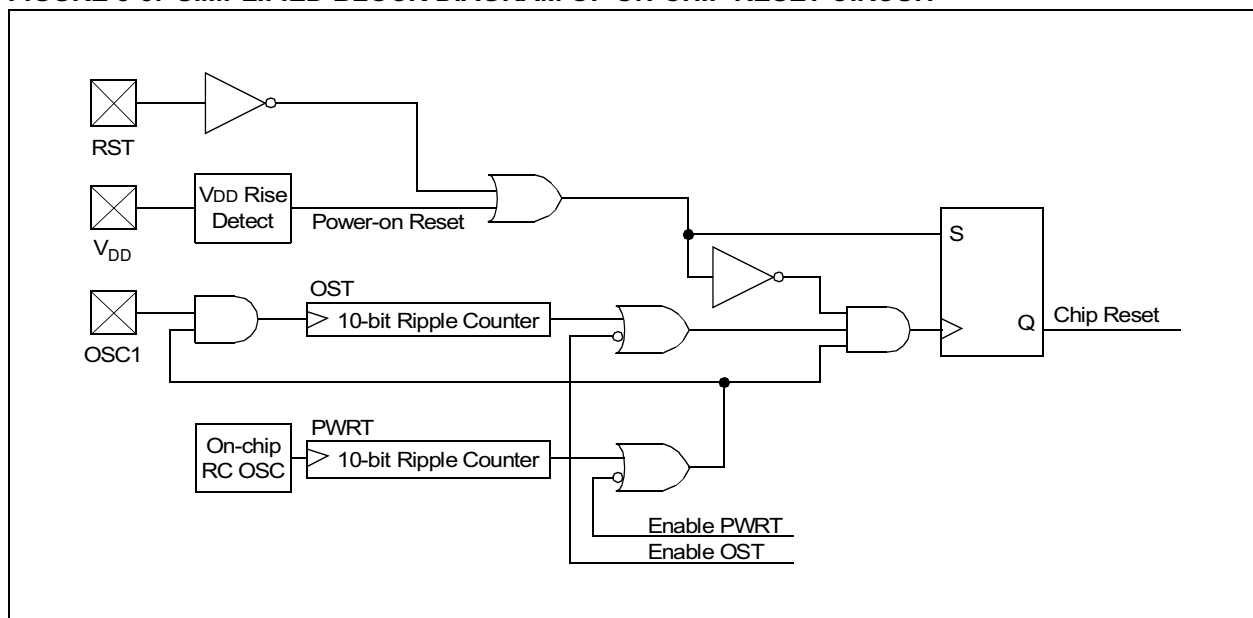 RST
VDD Rise
Detect
Power-on Reset
VDD
S
OST
10-bit Ripple Counter
OSC1
Q
Chip Reset
PWRT
On-chip
RC OSC
10-bit Ripple Counter
Enable PWRT
Enable OST